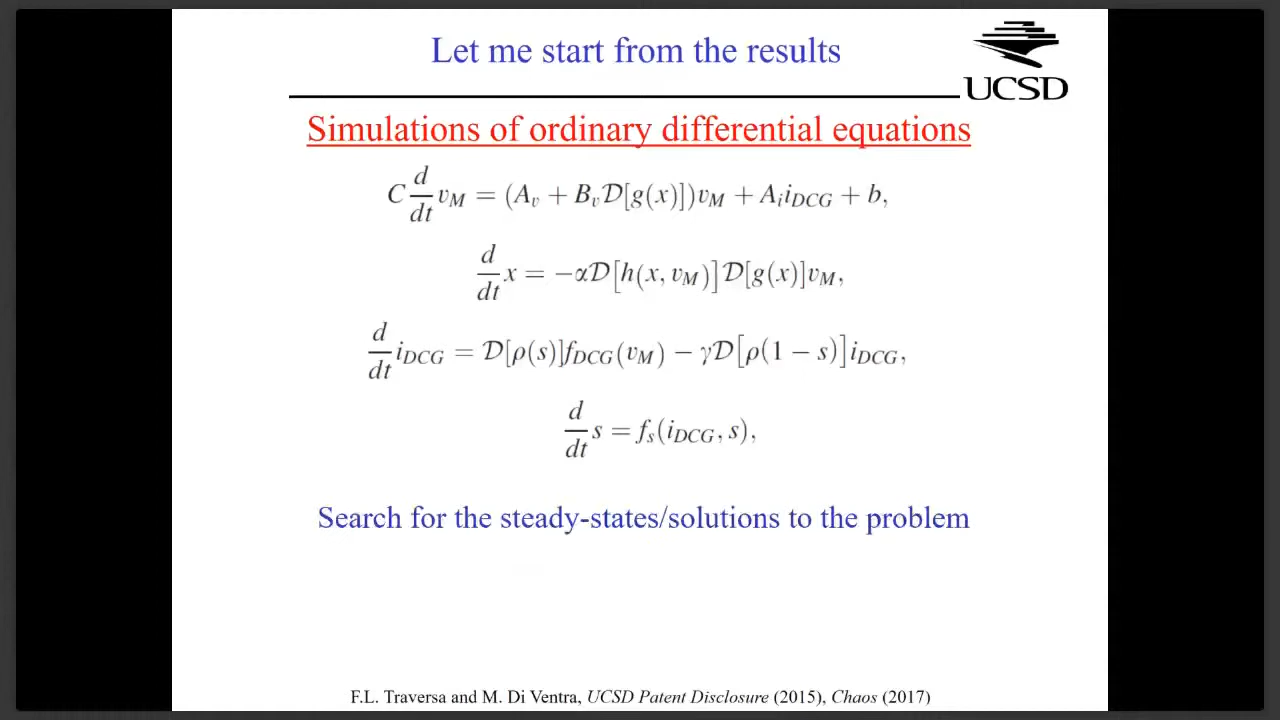 Let me start from the results
UCSD
Simulations of ordinary differential equations
C d/dt v_M = (A_v + B_v 𝒟[g(x)])v_M + A_i i_DCG + b,
d/dt x = −α𝒟[h(x, v_M)]𝒟[g(x)]v_M,
d/dt i_DCG = 𝒟[ρ(s)]f_DCG(v_M) − γ𝒟[ρ(1 − s)]i_DCG,
d/dt s = f_s(i_DCG, s),
Search for the steady-states/solutions to the problem
F.L. Traversa and M. Di Ventra, UCSD Patent Disclosure (2015), Chaos (2017)